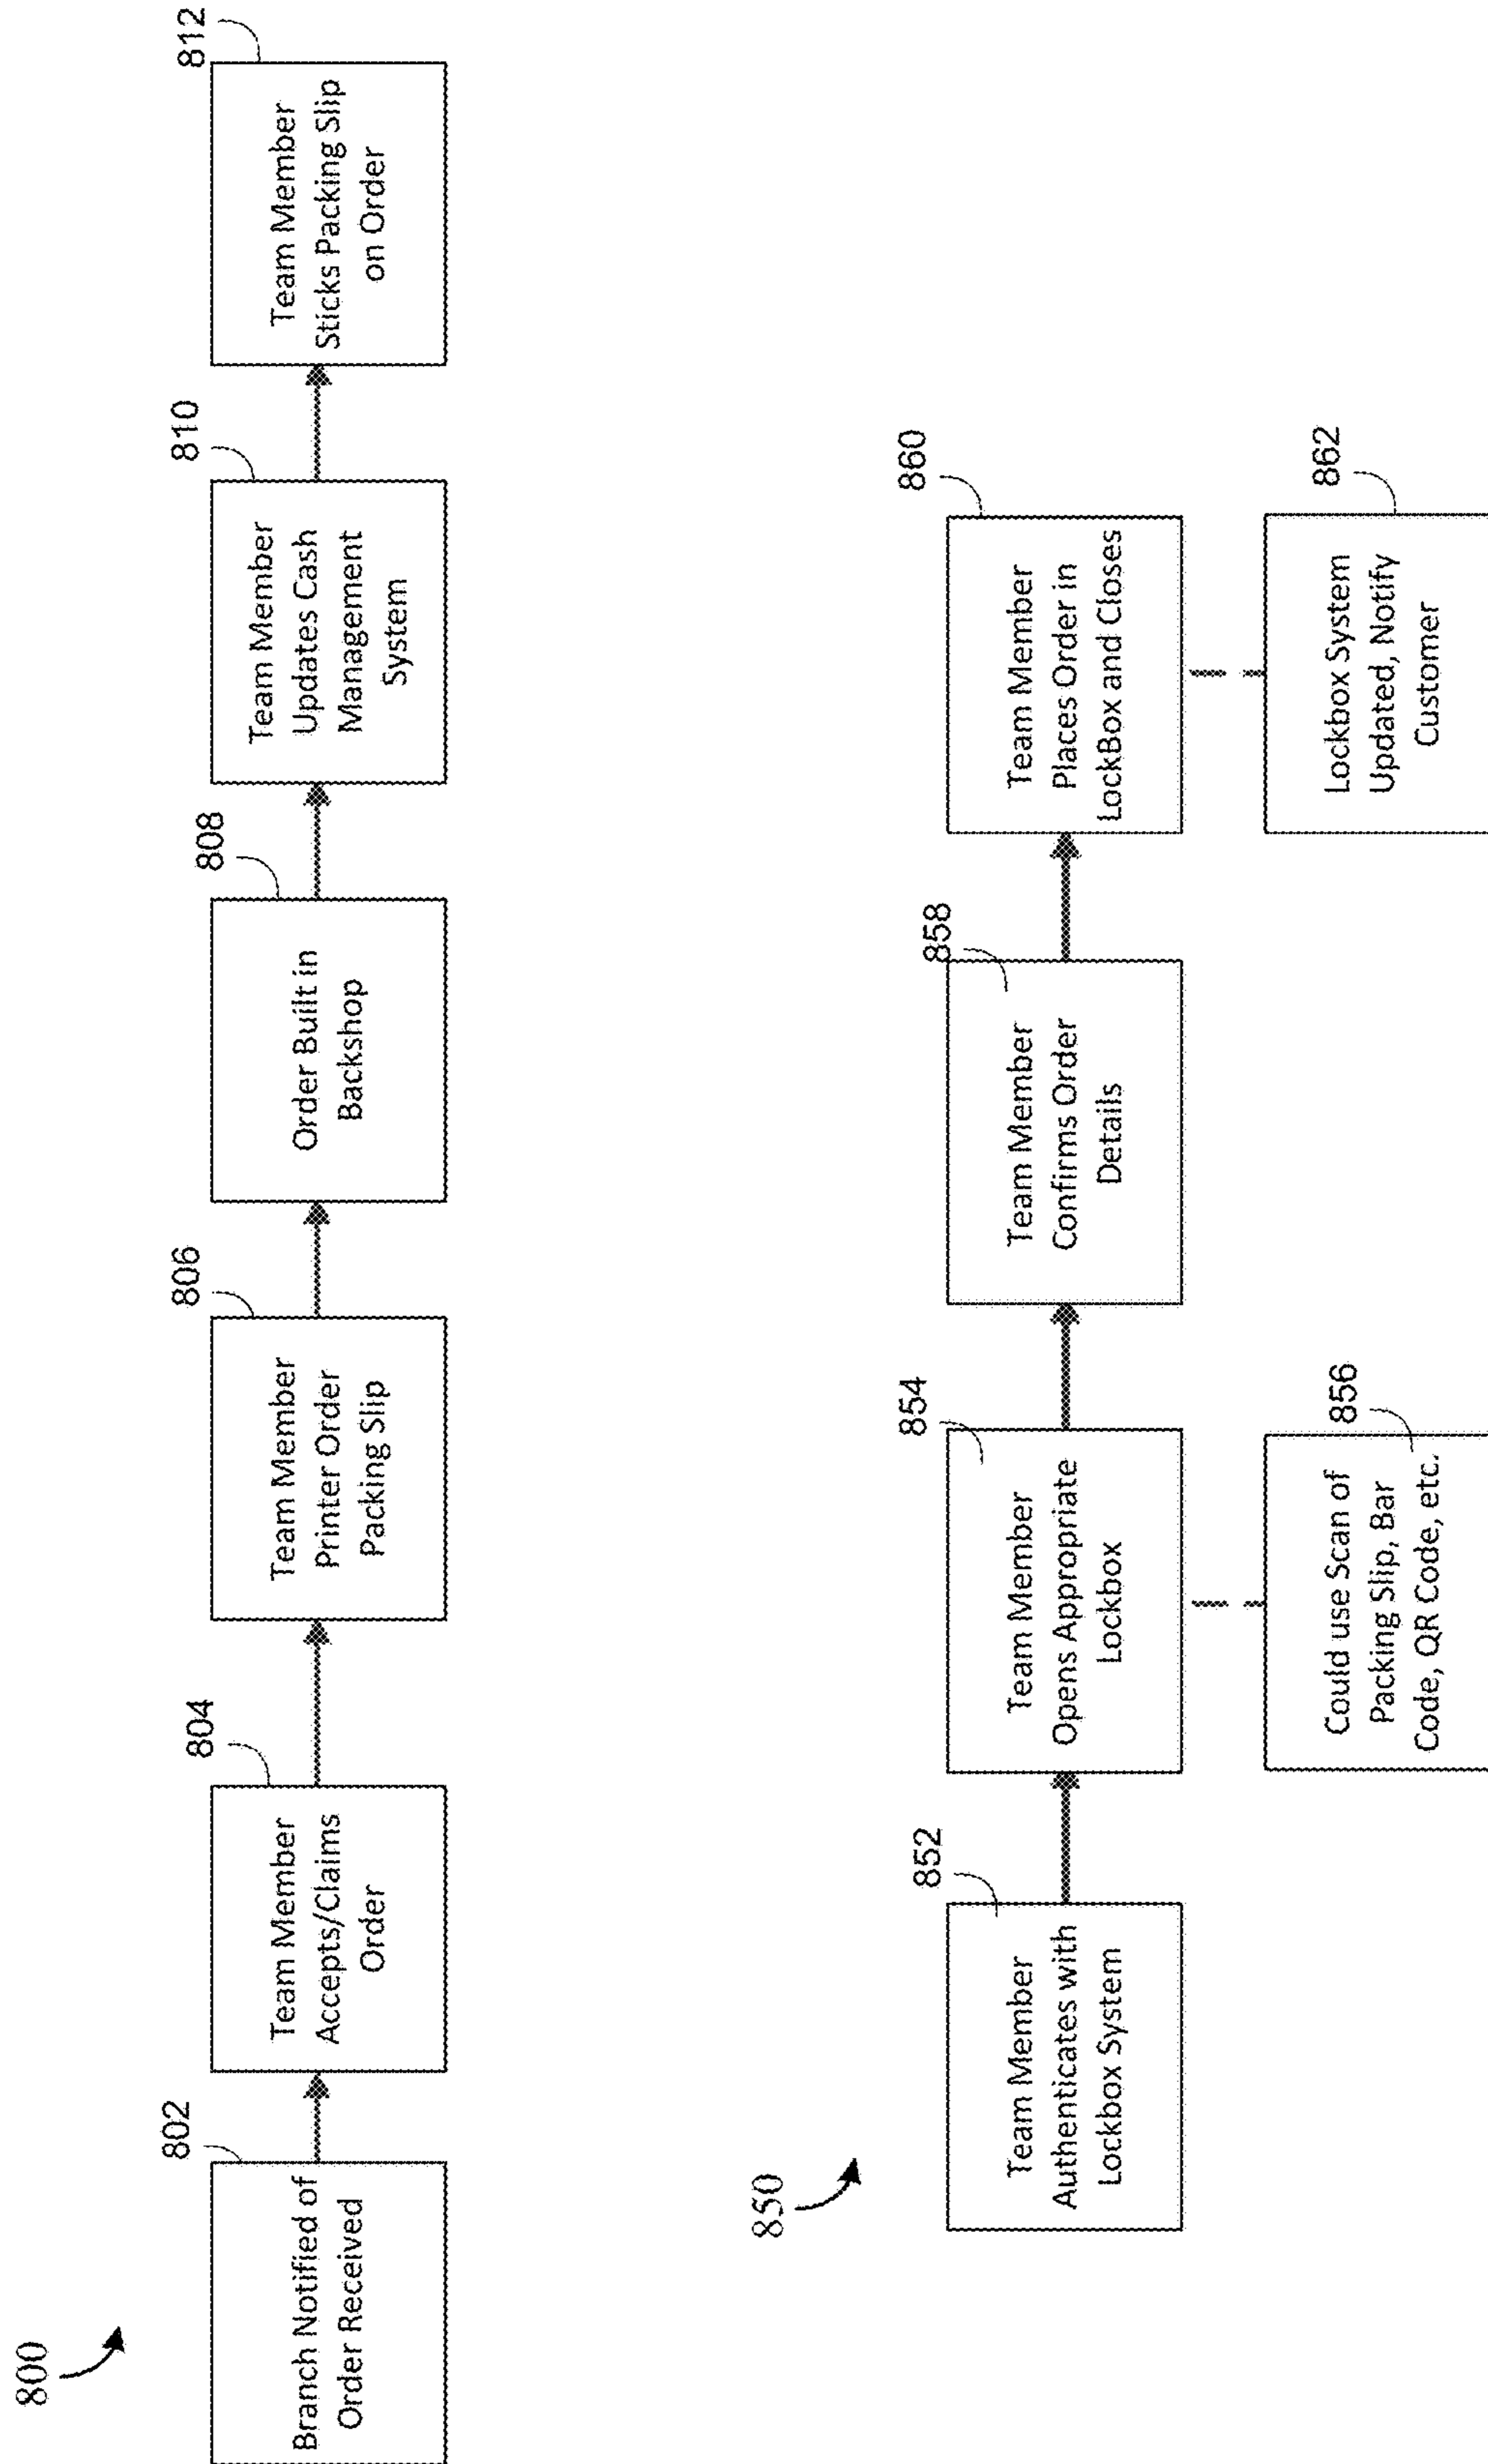 800
802
Branch Notified of
Order Received
804
Team Member
Accepts/Claims
Order
806
Team Member
Printer Order
Packing Slip
808
Order Built in
Backshop
810
Team Member
Updates Cash
Management
System
812
Team Member
Sticks Packing Slip
on Order
850
852
Team Member
Authenticates with
Lockbox System
854
Team Member
Opens Appropriate
Lockbox
856
Could use Scan of
Packing Slip, Bar
Code, QR Code, etc.
858
Team Member
Confirms Order
Details
860
Team Member
Places Order in
LockBox and Closes
862
Lockbox System
Updated, Notify
Customer